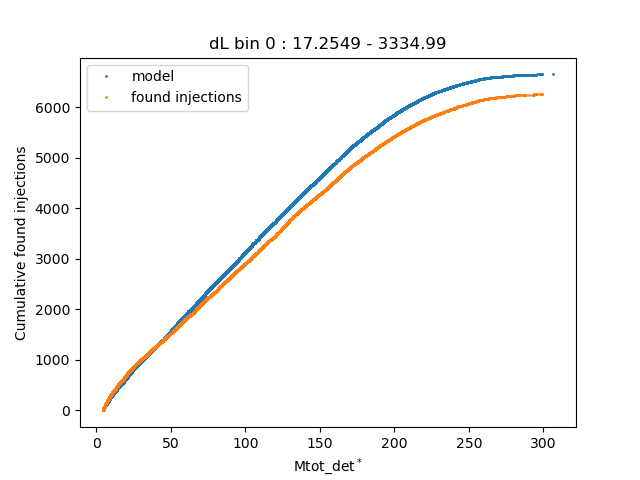 dL bin 0 : 17.2549 - 3334.99
model
found injections
Cumulative found injections
6000
5000
4000
3000
2000
1000
0
0 50 100 150 200 250 300
Mtot_det*